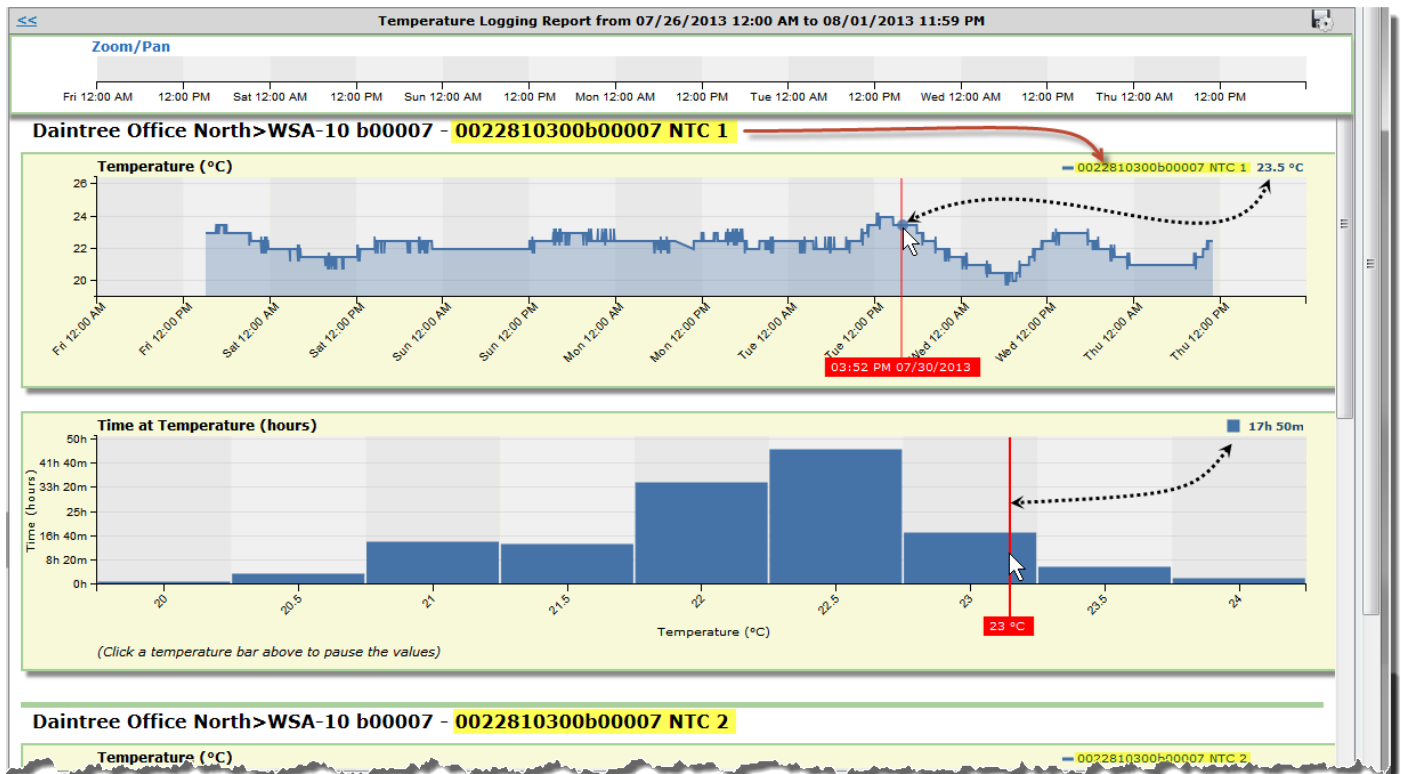 <<
Temperature Logging Report from 07/26/2013 12:00 AM to 08/01/2013 11:59 PM
Zoom/Pan
Fri 12:00 AM 12:00 PM Sat 12:00 AM 12:00 PM Sun 12:00 AM 12:00 PM Mon 12:00 AM 12:00 PM Tue 12:00 AM 12:00 PM Wed 12:00 AM 12:00 PM Thu 12:00 AM 12:00 PM
Daintree Office North>WSA-10 b00007 - 0022810300b00007 NTC 1
Temperature (°C)
0022810300b00007 NTC 1 23.5 °C
26
24
22
20
Fri 12:00 AM Fri 12:00 PM Sat 12:00 AM Sat 12:00 PM Sun 12:00 AM Sun 12:00 PM Mon 12:00 AM Mon 12:00 PM Tue 12:00 AM Tue 12:00 PM Wed 12:00 AM Wed 12:00 PM Thu 12:00 AM Thu 12:00 PM
03:52 PM 07/30/2013
Time at Temperature (hours)
17h 50m
Time (hours)
50h
41h 40m
33h 20m
25h
16h 40m
8h 20m
0h
20 20.5 21 21.5 22 22.5 23 23.5 24
23 °C
Temperature (°C)
(Click a temperature bar above to pause the values)
Daintree Office North>WSA-10 b00007 - 0022810300b00007 NTC 2
Temperature (°C)
0022810300b00007 NTC 2